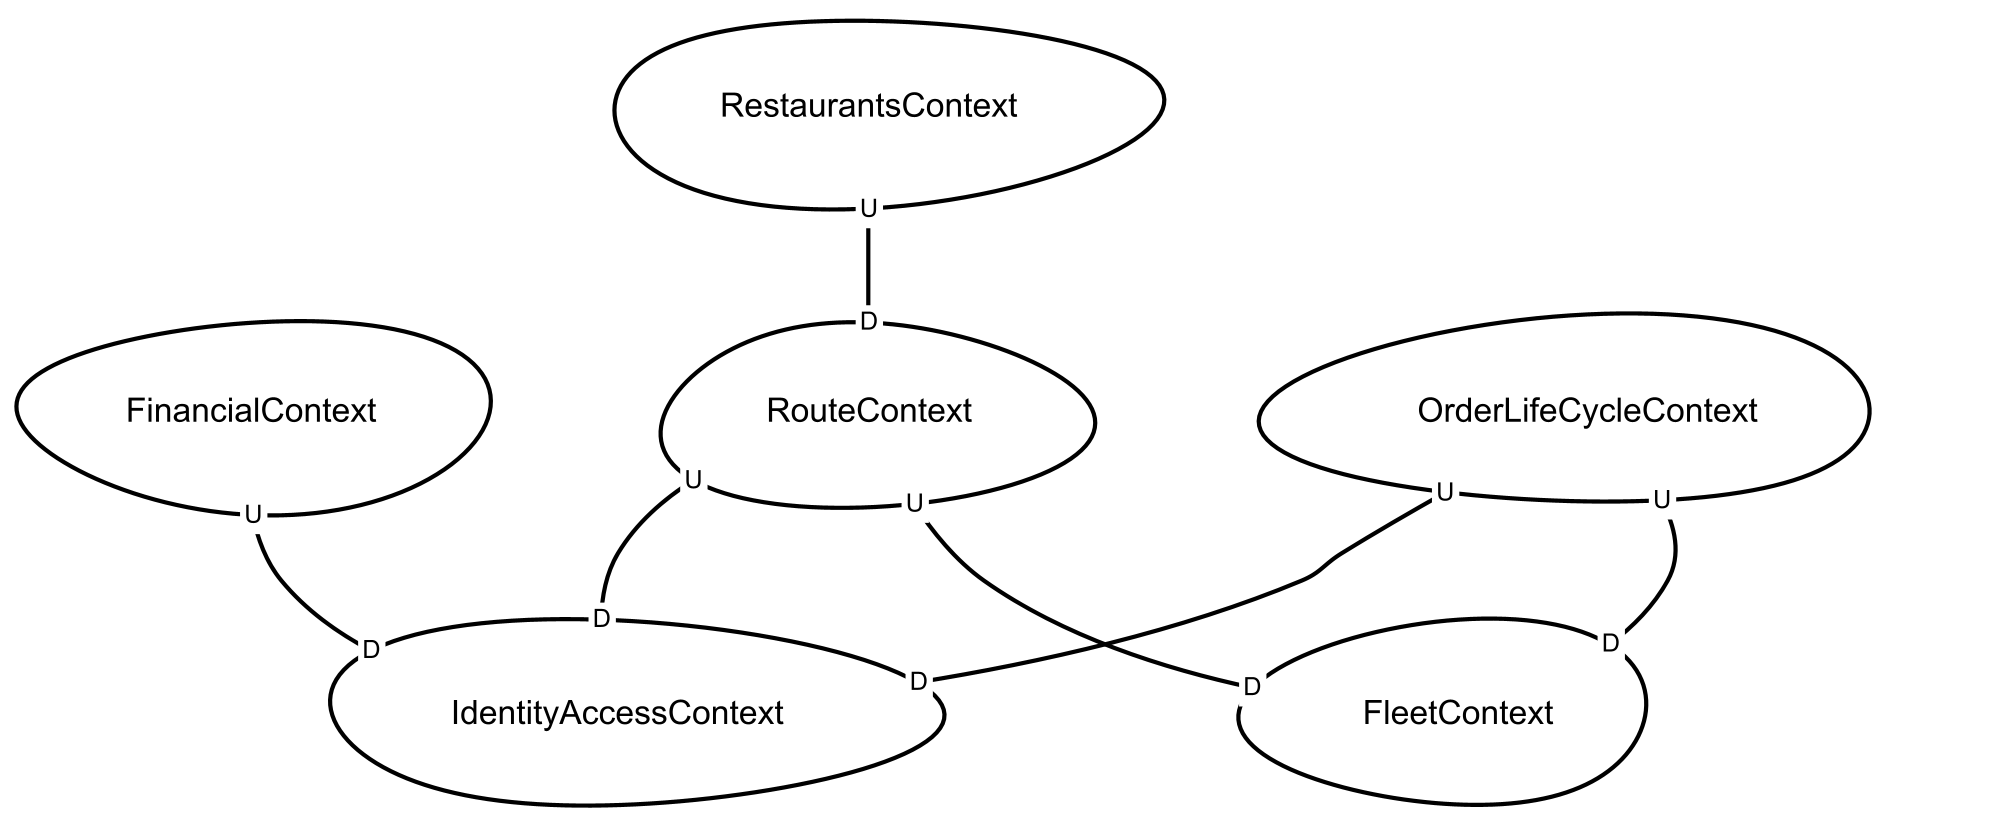 RestaurantsContext
U
D
FinancialContext
RouteContext
OrderLifeCycleContext
U
U
U
U
U
D
D
D
D
D
IdentityAccessContext
FleetContext